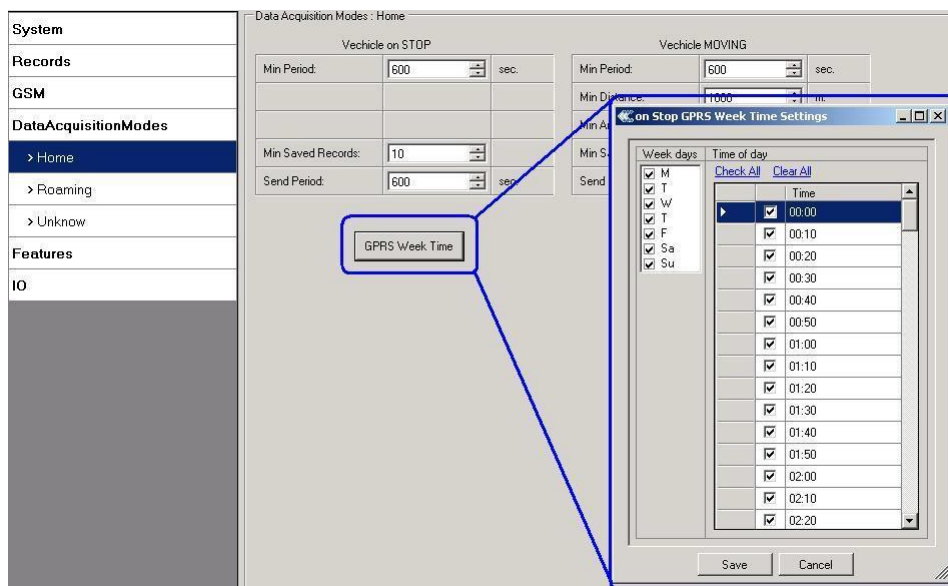 System
Records
GSM
DataAcquisitionModes
> Home
> Roaming
> Unknow
Features
IO
Data Acquisition Modes : Home
Vechicle on STOP
Min Period: 600 sec.
Min Saved Records: 10
Send Period: 600 sec
GPRS Week Time
Vechicle MOVING
Min Period: 600 sec.
Min Distance: 1000 m.
Min
Min
Send
on Stop GPRS Week Time Settings
Week days
M
T
W
T
F
Sa
Su
Time of day
Check All Clear All
Time
00:00
00:10
00:20
00:30
00:40
00:50
01:00
01:10
01:20
01:30
01:40
01:50
02:00
02:10
02:20
Save Cancel